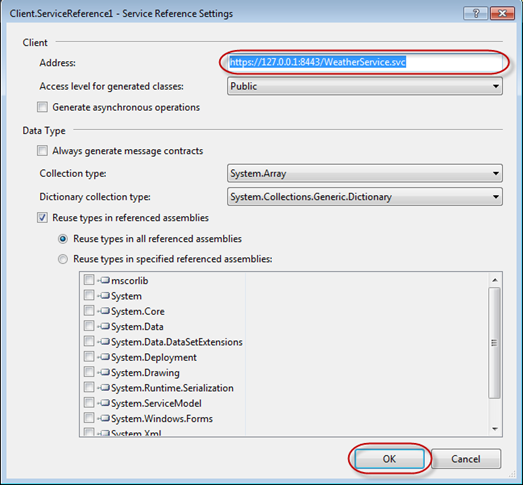 Client.ServiceReference1 - Service Reference Settings
Client
Address: https://127.0.0.1:8443/WeatherService.svc
Access level for generated classes: Public
Generate asynchronous operations
Data Type
Always generate message contracts
Collection type: System.Array
Dictionary collection type: System.Collections.Generic.Dictionary
Reuse types in referenced assemblies
Reuse types in all referenced assemblies
Reuse types in specified referenced assemblies:
mscorlib
System
System.Core
System.Data
System.Data.DataSetExtensions
System.Deployment
System.Drawing
System.Runtime.Serialization
System.ServiceModel
System.Windows.Forms
System.Xml
OK Cancel